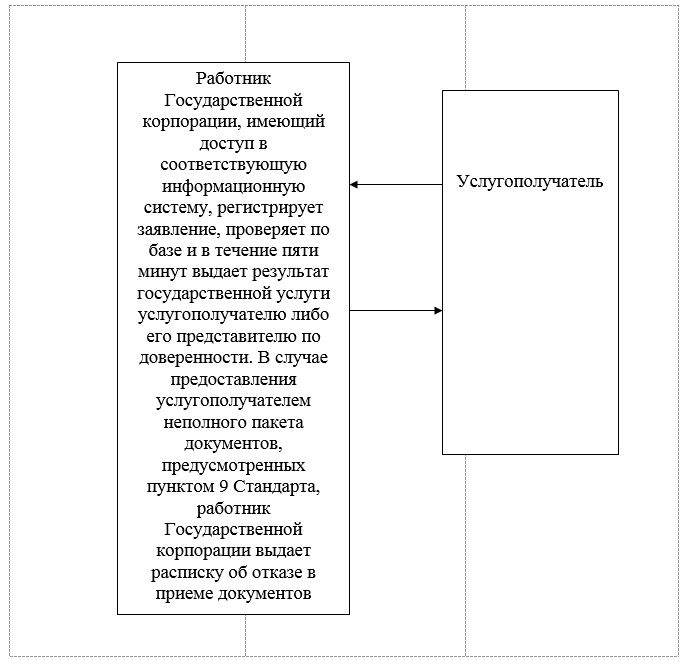 Работник
Государственной
корпорации, имеющий
доступ в
соответствующую
информационную
систему, регистрирует
заявление, проверяет по
базе и в течение пяти
минут выдает результат
государственной услуги
услугополучателю либо
его представителю по
доверенности. В случае
предоставления
услугополучателем
неполного пакета
документов,
предусмотренных
пунктом 9 Стандарта,
работник
Государственной
корпорации выдает
расписку об отказе в
приеме документов
Услугополучатель